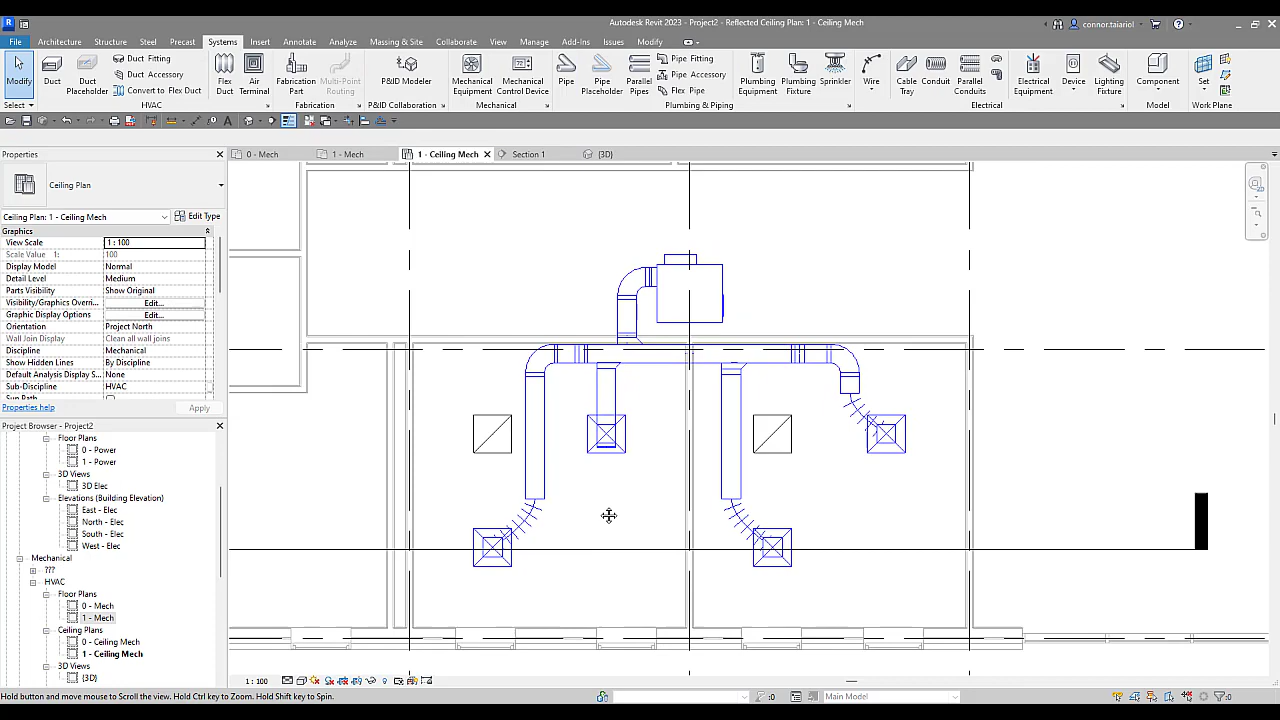 Autodesk Revit 2023 - Project2 - Reflected Ceiling Plan: 1 - Ceiling Mech
connor.taiariol
File Architecture Structure Steel Precast Systems Insert Annotate Analyze Massing & Site Collaborate View Manage Add-Ins Issues Modify
Modify
Duct
Duct Placeholder
Duct Fitting
Duct Accessory
Convert to Flex Duct
Flex Duct
Air Terminal
Fabrication Part
Multi-Point Routing
P&ID Modeler
Mechanical Equipment
Mechanical Control Device
Pipe
Pipe Placeholder
Parallel Pipes
Pipe Fitting
Pipe Accessory
Flex Pipe
Plumbing Equipment
Plumbing Fixture
Sprinkler
Wire
Cable Tray
Conduit
Parallel Conduits
Electrical Equipment
Device
Lighting Fixture
Component
Set
Select HVAC Fabrication P&ID Collaboration Mechanical Plumbing & Piping Electrical Model Work Plane
Properties
0 - Mech 1 - Mech 1 - Ceiling Mech Section 1 {3D}
Ceiling Plan
Ceiling Plan: 1 - Ceiling Mech Edit Type
Graphics
View Scale 1 : 100
Scale Value 1: 100
Display Model Normal
Detail Level Medium
Parts Visibility Show Original
Visibility/Graphics Overri... Edit...
Graphic Display Options Edit...
Orientation Project North
Wall Join Display Clean all wall joins
Discipline Mechanical
Show Hidden Lines By Discipline
Default Analysis Display S... None
Sub-Discipline HVAC
Sun Path
Properties help Apply
Project Browser - Project2
Floor Plans
0 - Power
1 - Power
3D Views
3D Elec
Elevations (Building Elevation)
East - Elec
North - Elec
South - Elec
West - Elec
Mechanical
???
HVAC
Floor Plans
0 - Mech
1 - Mech
Ceiling Plans
0 - Ceiling Mech
1 - Ceiling Mech
3D Views
{3D}
1 : 100
Hold button and move mouse to Scroll the view. Hold Ctrl key to Zoom. Hold Shift key to Spin.
:0
Main Model
:0